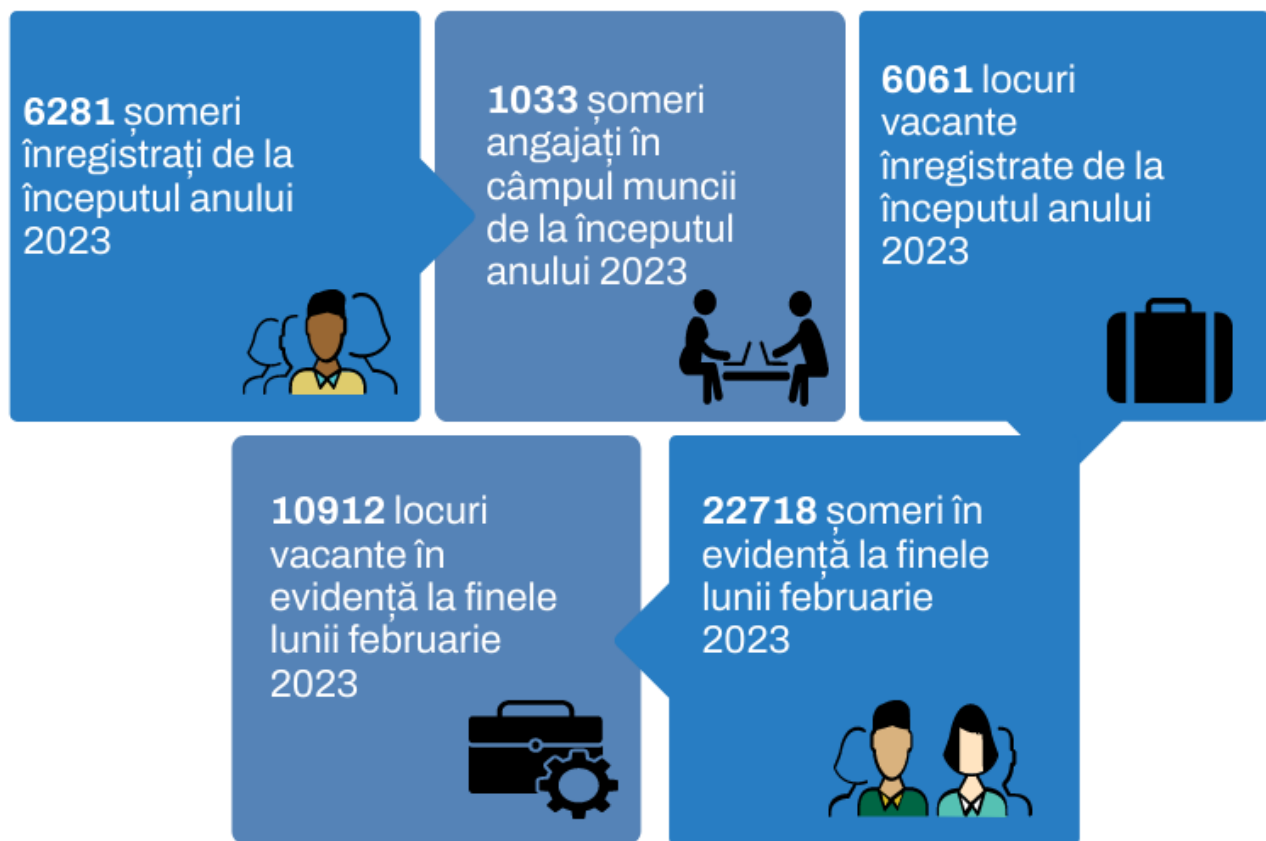 6281 șomeri
înregistrați de la
începutul anului
2023
1033 șomeri
angajați în
câmpul muncii
de la începutul
anului 2023
6061 locuri
vacante
înregistrate de la
începutul anului
2023
10912 locuri
vacante în
evidență la finele
lunii februarie
2023
22718 șomeri în
evidență la finele
lunii februarie
2023